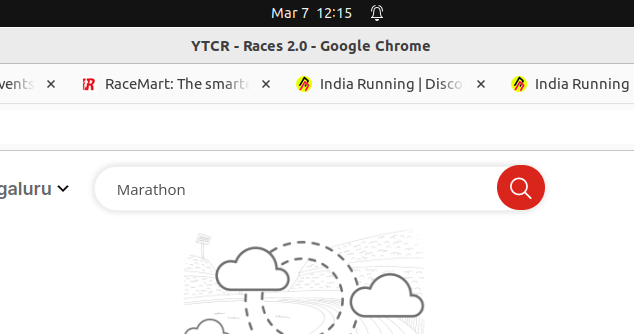 Mar 7 12:15
YTCR - Races 2.0 - Google Chrome
vents RaceMart: The smart India Running | Disco India Running
galuru Marathon